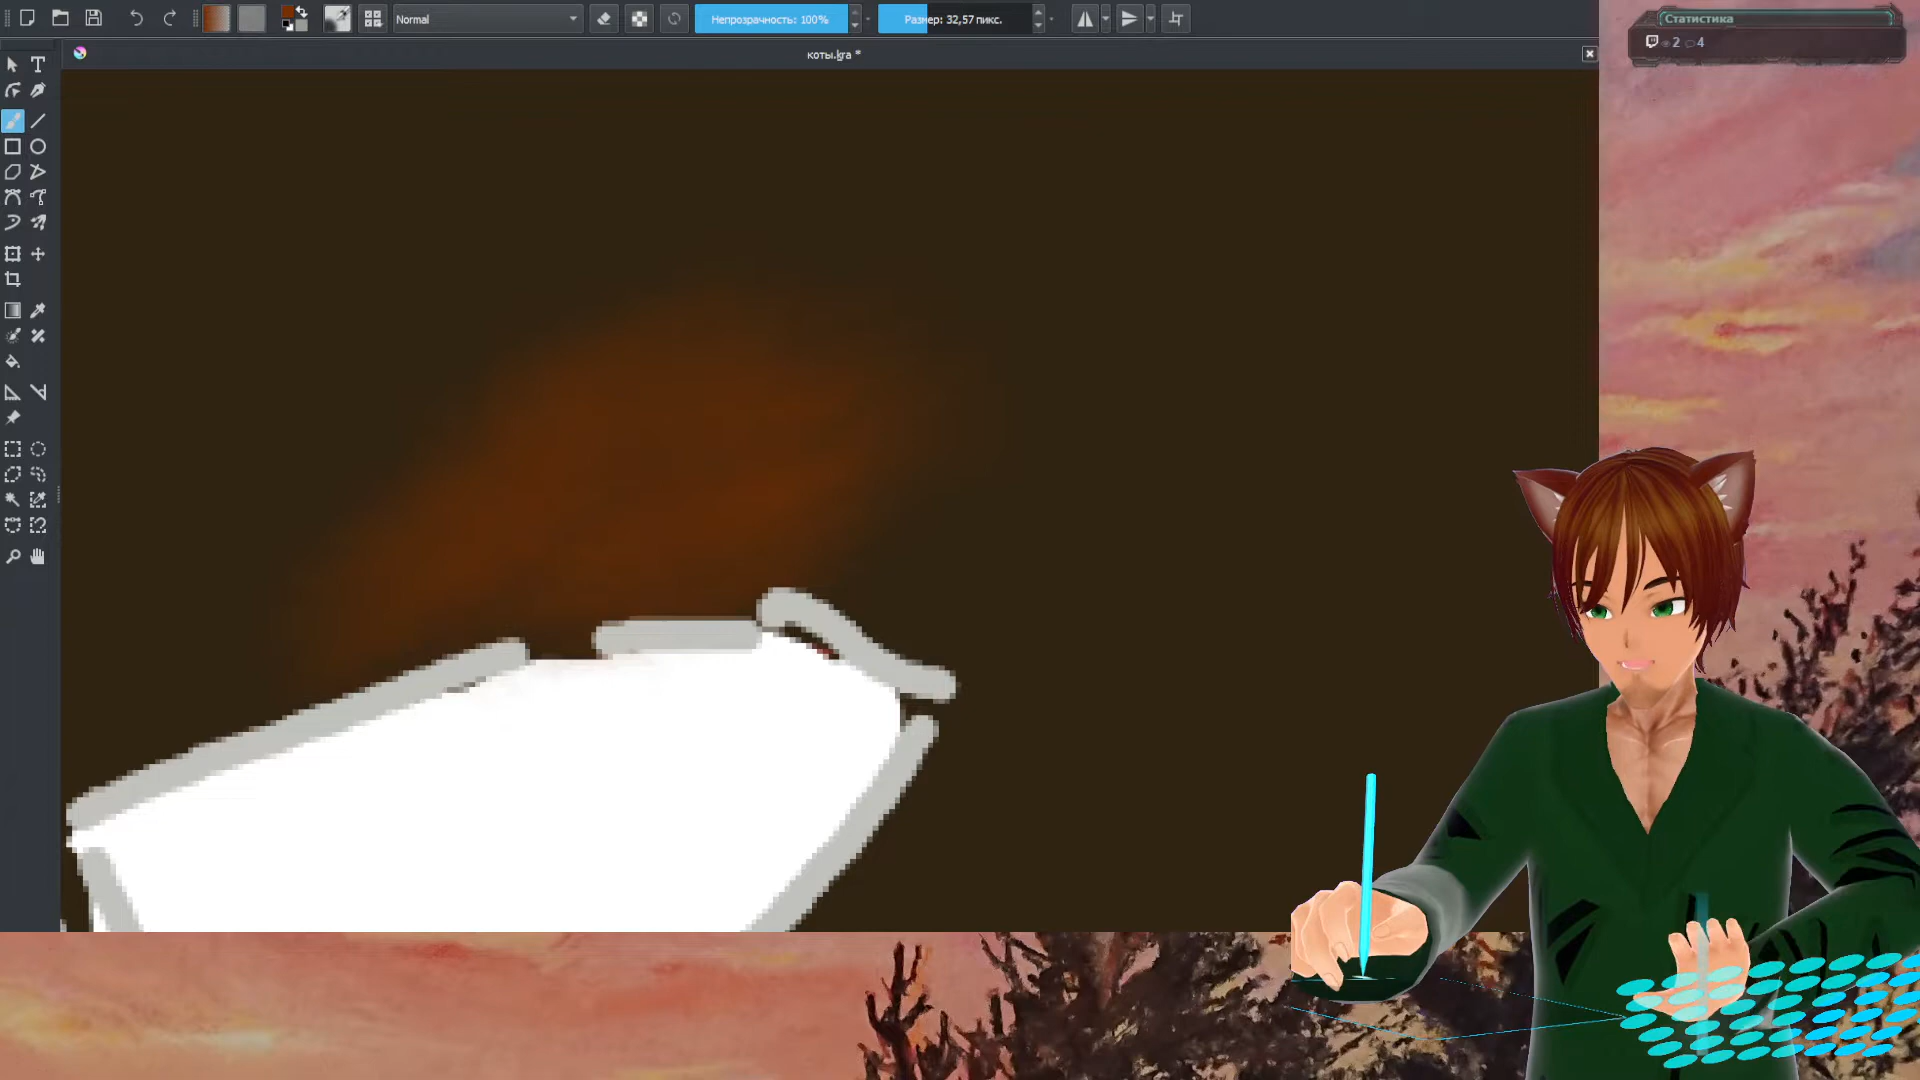 Normal
Непрозрачность: 100%
Размер: 32,57 пикс.
Статистика
2 4
коты.kra *